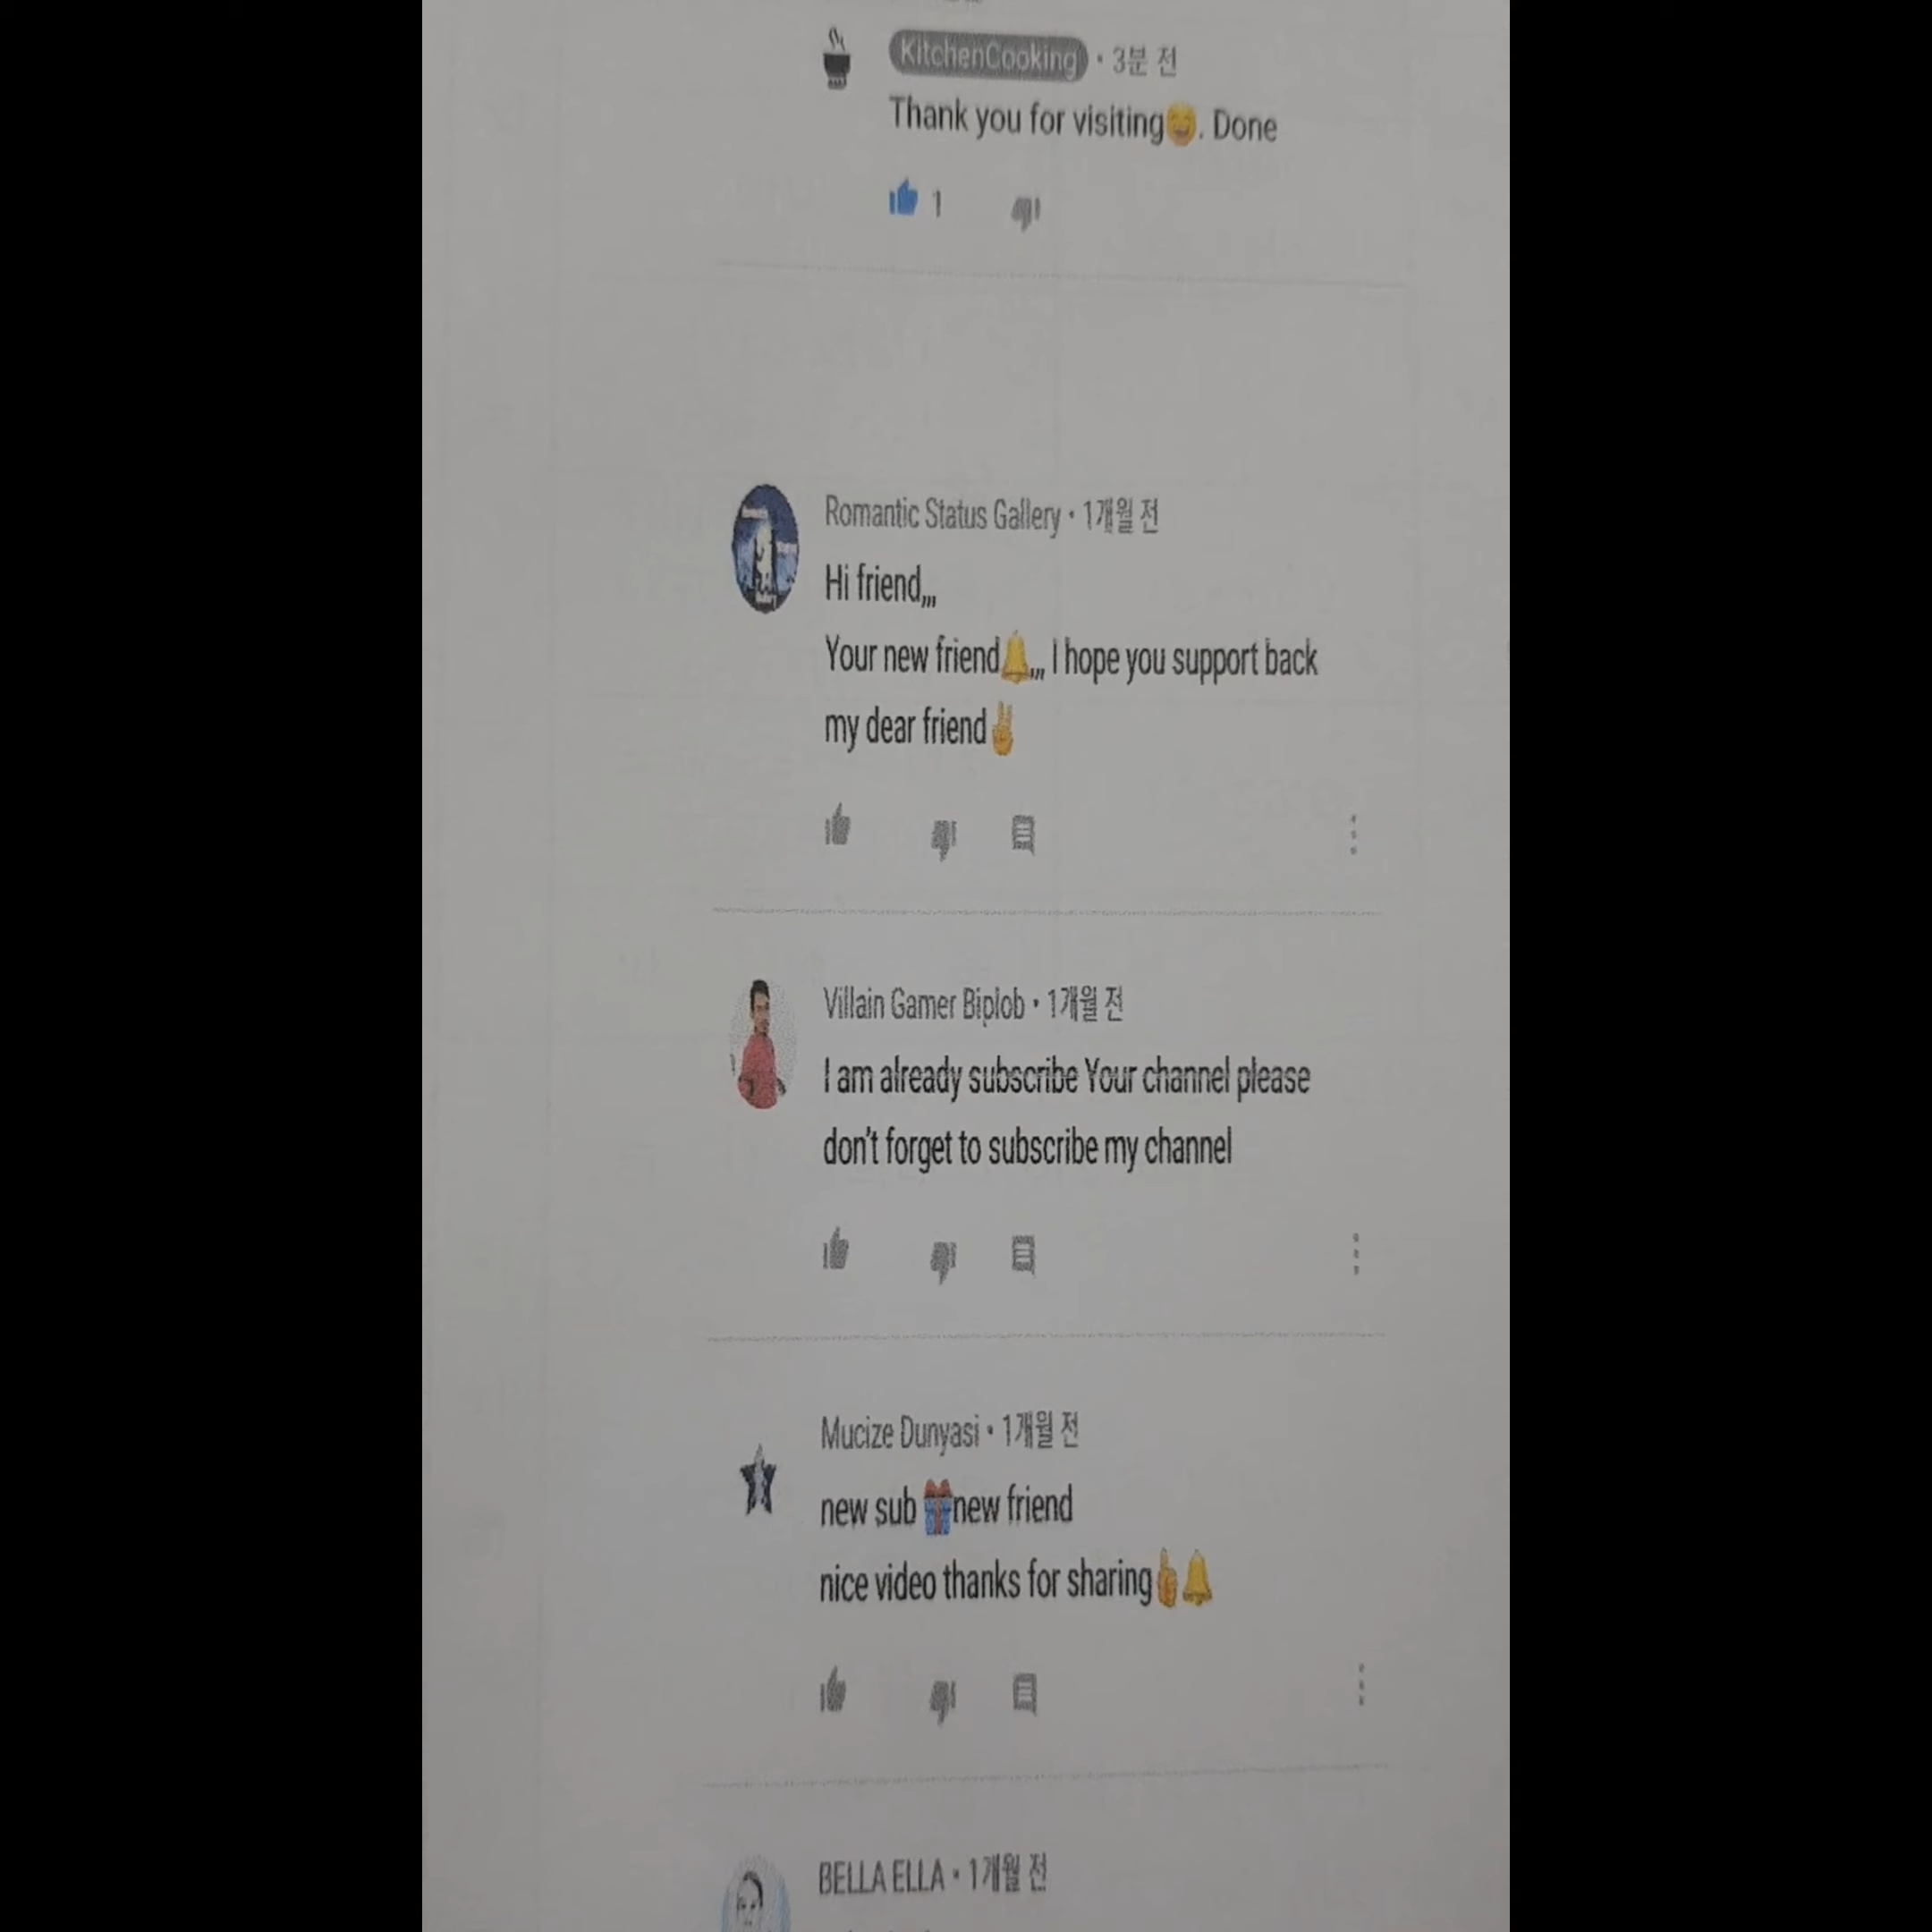 KitchenCooking • 3분 전
Thank you for visiting😄. Done
1
Romantic Status Gallery • 1개월 전
Hi friend,,,
Your new friend🔔,,, I hope you support back
my dear friend✌
Villain Gamer Biplob • 1개월 전
I am already subscribe Your channel please
don't forget to subscribe my channel
Mucize Dunyasi • 1개월 전
new sub 🎁new friend
nice video thanks for sharing👍🔔
BELLA ELLA • 1개월 전